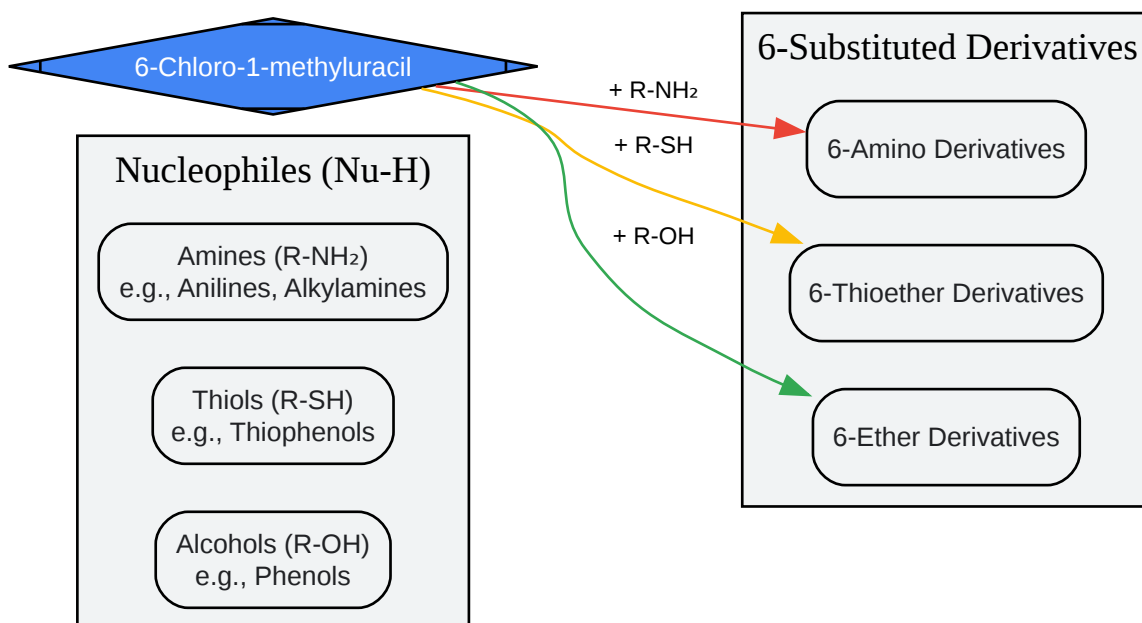 6-Chloro-1-methyluracil
Nucleophiles (Nu-H)
Amines (R-NH₂)
e.g., Anilines, Alkylamines
Thiols (R-SH)
e.g., Thiophenols
Alcohols (R-OH)
e.g., Phenols
+ R-NH₂
+ R-SH
+ R-OH
6-Substituted Derivatives
6-Amino Derivatives
6-Thioether Derivatives
6-Ether Derivatives